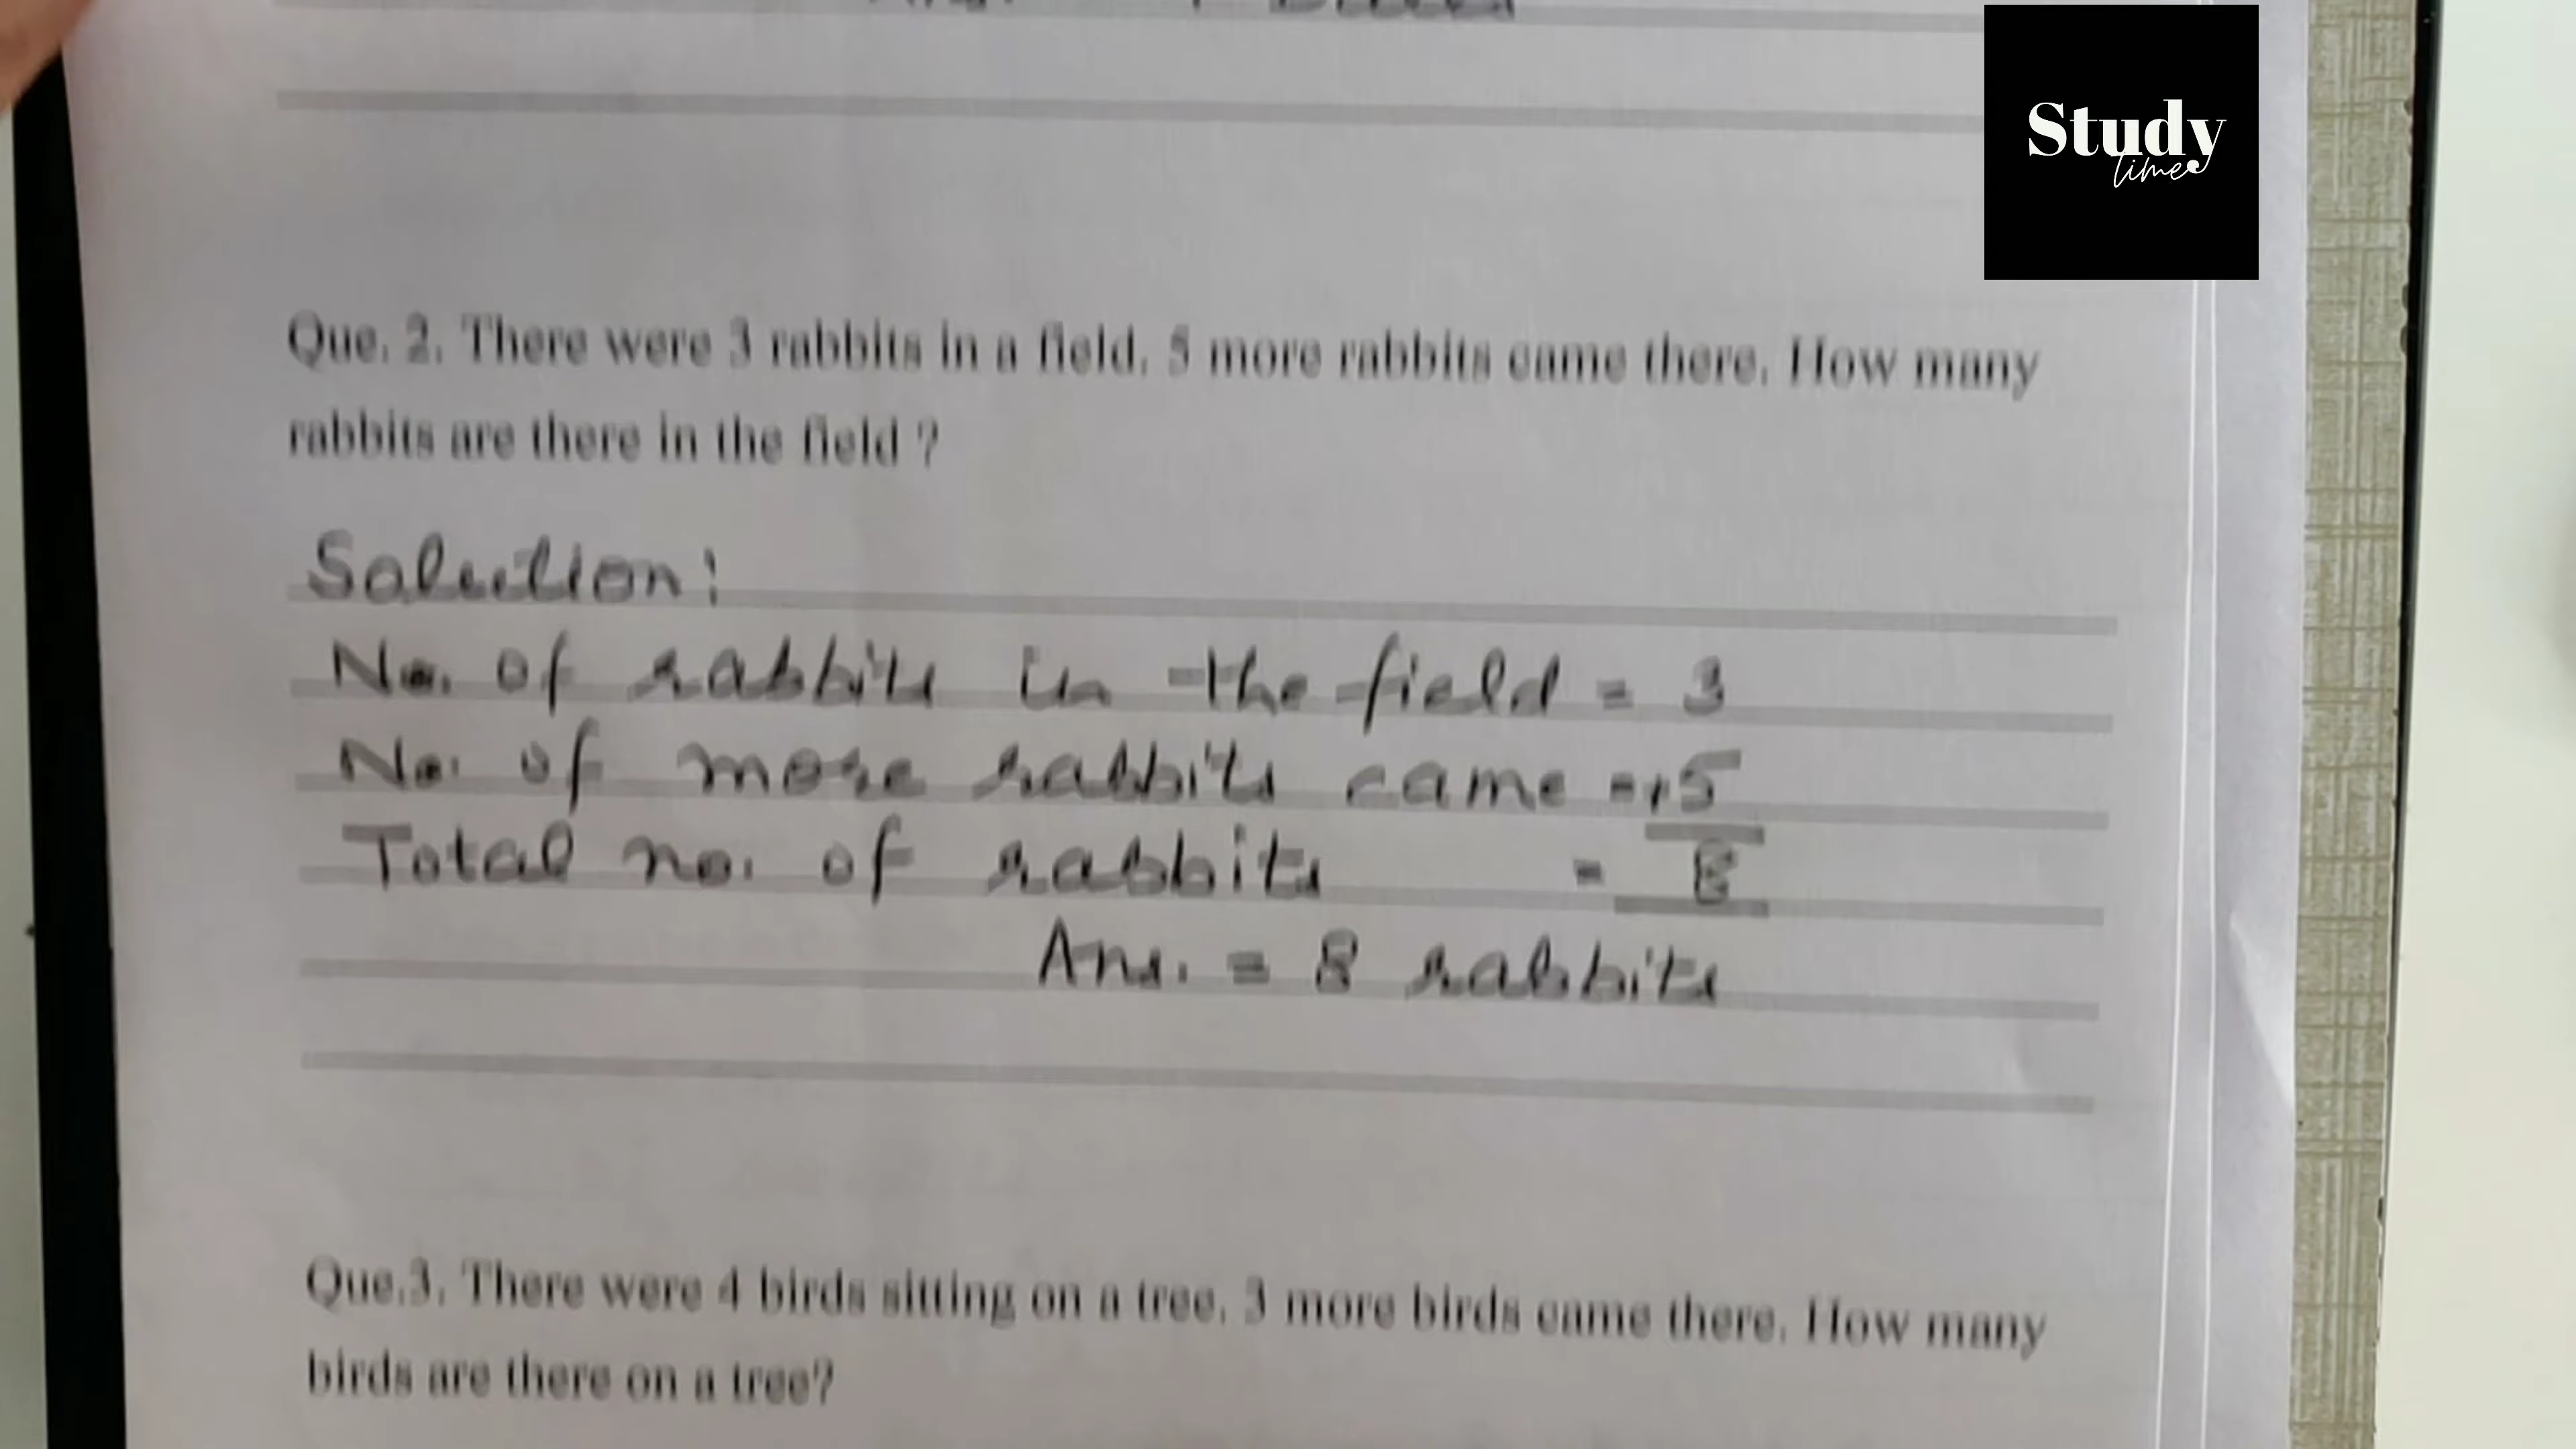 Study
time
Que. 2. There were 3 rabbits in a field. 5 more rabbits came there. How many
rabbits are there in the field ?
Solution:
No. of rabbits in the field = 3
No. of more rabbits came = +5
Total no. of rabbits = 8
Ans. = 8 rabbits
Que.3. There were 4 birds sitting on a tree. 3 more birds came there. How many
birds are there on a tree?